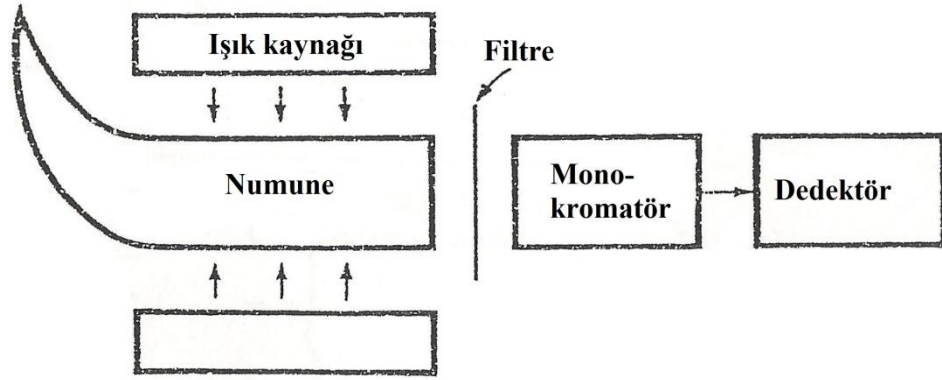 Işık kaynağı
Filtre
Numune
Mono-
kromatör
Dedektör